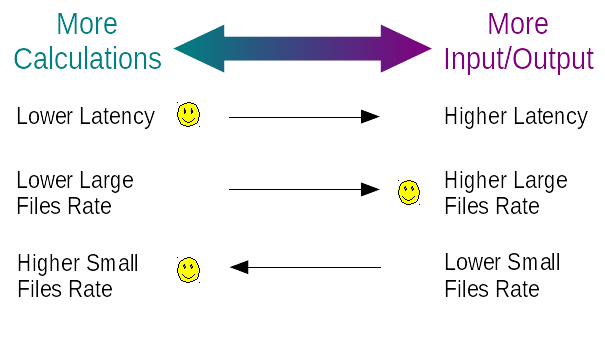 More
Calculations
More
Input/Output
Lower Latency
Higher Latency
Lower Large
Files Rate
Higher Large
Files Rate
Higher Small
Files Rate
Lower Small
Files Rate